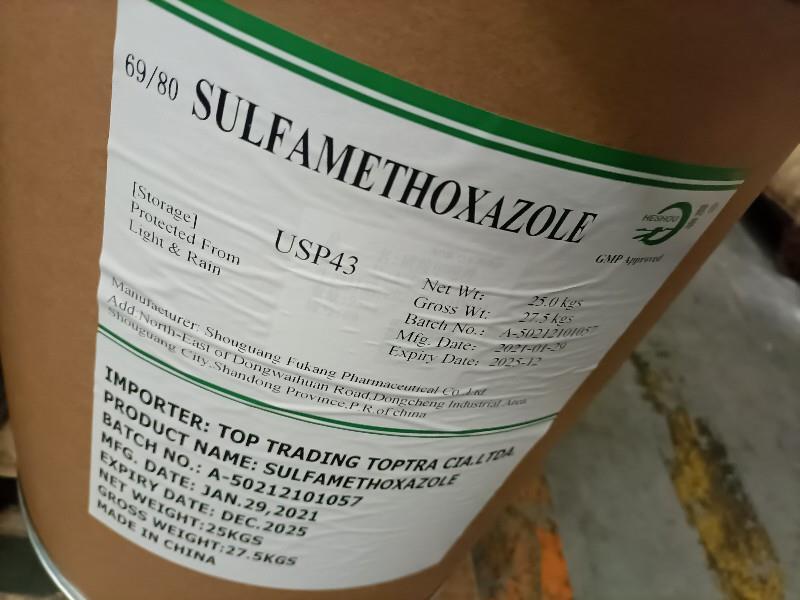 69/80 SULFAMETHOXAZOLE
HESHOU
GMP Approved
[Storage]
Protected From
Light & Rain
USP43
Net Wt: 25.0 kgs
Gross Wt: 27.5 kgs
Batch No.: A-50212101057
Mfg. Date: 2021-01-29
Expiry Date: 2025-12
Manufacturer: Shouguang Fukang Pharmaceutical Co.,Ltd
Add:North-East of Dongwaihuan Road,Dongcheng Industrial Area,
Shouguang City,Shandong Province,P.R.of china
IMPORTER: TOP TRADING TOPTRA CIA.LTDA.
PRODUCT NAME: SULFAMETHOXAZOLE
BATCH NO.: A-50212101057
MFG. DATE: JAN.29,2021
EXPIRY DATE: DEC.2025
NET WEIGHT:25KGS
GROSS WEIGHT:27.5KGS
MADE IN CHINA